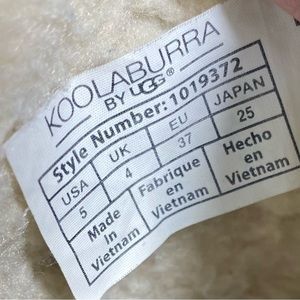 KOOLABURRA
BY UGG®
Style Number: 1019372
USA UK EU JAPAN
5 4 37 25
Made in Vietnam Fabrique en Vietnam Hecho en Vietnam